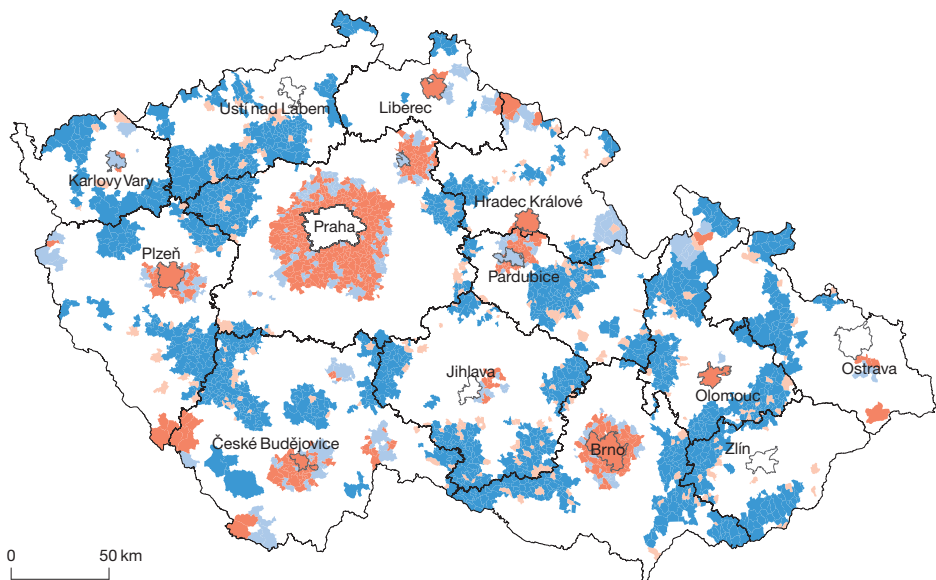 Ústí nad Labem
Liberec
Karlovy Vary
Hradec Králové
Praha
Plzeň
Pardubice
Ostrava
Jihlava
Olomouc
České Budějovice
Brno
Zlín
0 50 km